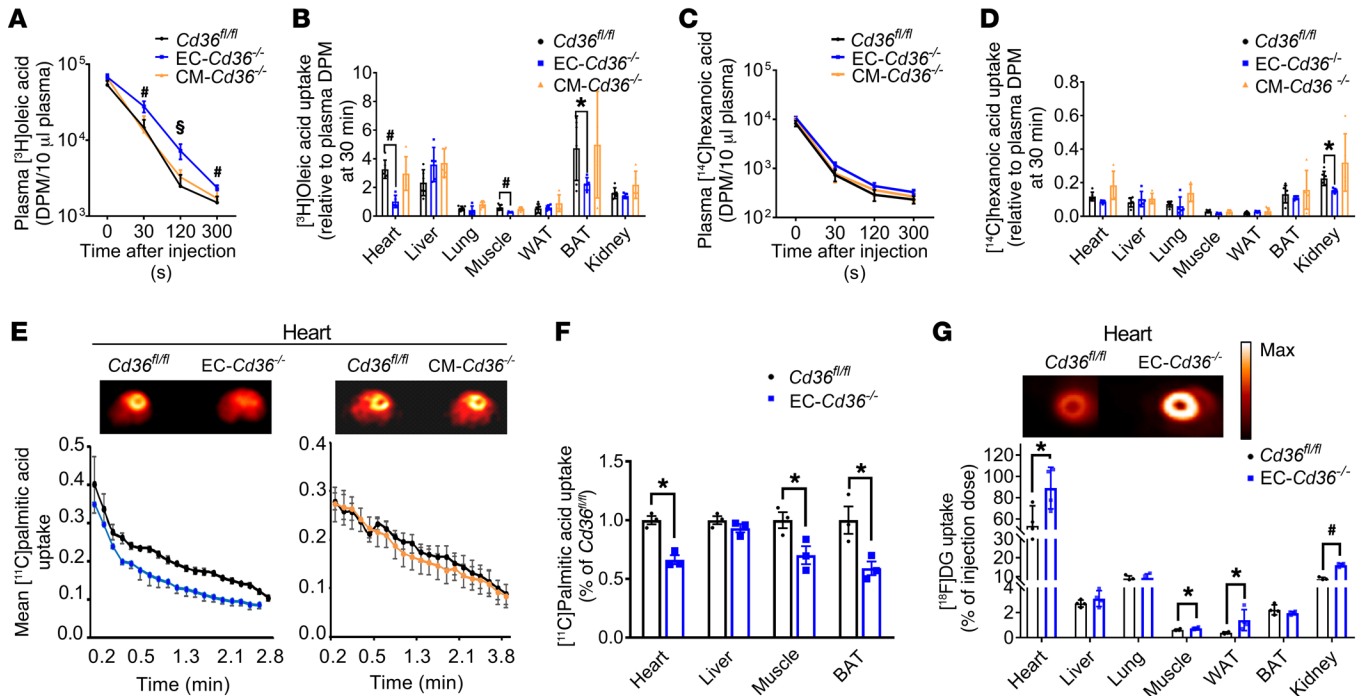 A
Cd36fl/fl
EC-Cd36-/-
CM-Cd36-/-
Plasma [³H]oleic acid
(DPM/10 µl plasma)
10⁵
10⁴
10³
#
§
#
0 30 120 300
Time after injection
(s)
B
Cd36fl/fl
EC-Cd36-/-
CM-Cd36-/-
[³H]Oleic acid uptake
(relative to plasma DPM
at 30 min)
10
8
6
4
2
0
#
#
*
Heart
Liver
Lung
Muscle
WAT
BAT
Kidney
C
Cd36fl/fl
EC-Cd36-/-
CM-Cd36-/-
Plasma [¹⁴C]hexanoic acid
(DPM/10 µl plasma)
10⁵
10⁴
10³
10²
0 30 120 300
Time after injection
(s)
D
Cd36fl/fl
EC-Cd36-/-
CM-Cd36 -/-
[¹⁴C]hexanoic acid uptake
(relative to plasma DPM
at 30 min)
0.8
0.6
0.4
0.2
0.0
*
Heart
Liver
Lung
Muscle
WAT
BAT
Kidney
E
Heart
Cd36fl/fl
EC-Cd36-/-
Cd36fl/fl
CM-Cd36-/-
Mean [¹¹C]palmitic acid
uptake
0.5
0.4
0.3
0.2
0.1
0.0
0.2 0.5 1.3 2.1 2.8
Time (min)
0.4
0.3
0.2
0.1
0.0
0.2 0.5 1.3 2.1 3.8
Time (min)
F
Cd36fl/fl
EC-Cd36-/-
[¹¹C]Palmitic acid uptake
(% of Cd36fl/fl)
1.5
1.0
0.5
0.0
*
*
*
Heart
Liver
Muscle
BAT
G
Heart
Cd36fl/fl
EC-Cd36-/-
Max
Cd36fl/fl
EC-Cd36-/-
[¹⁸F]DG uptake
(% of injection dose)
120
100
80
60
30
20
10
4
2
0
*
*
*
#
Heart
Liver
Lung
Muscle
WAT
BAT
Kidney